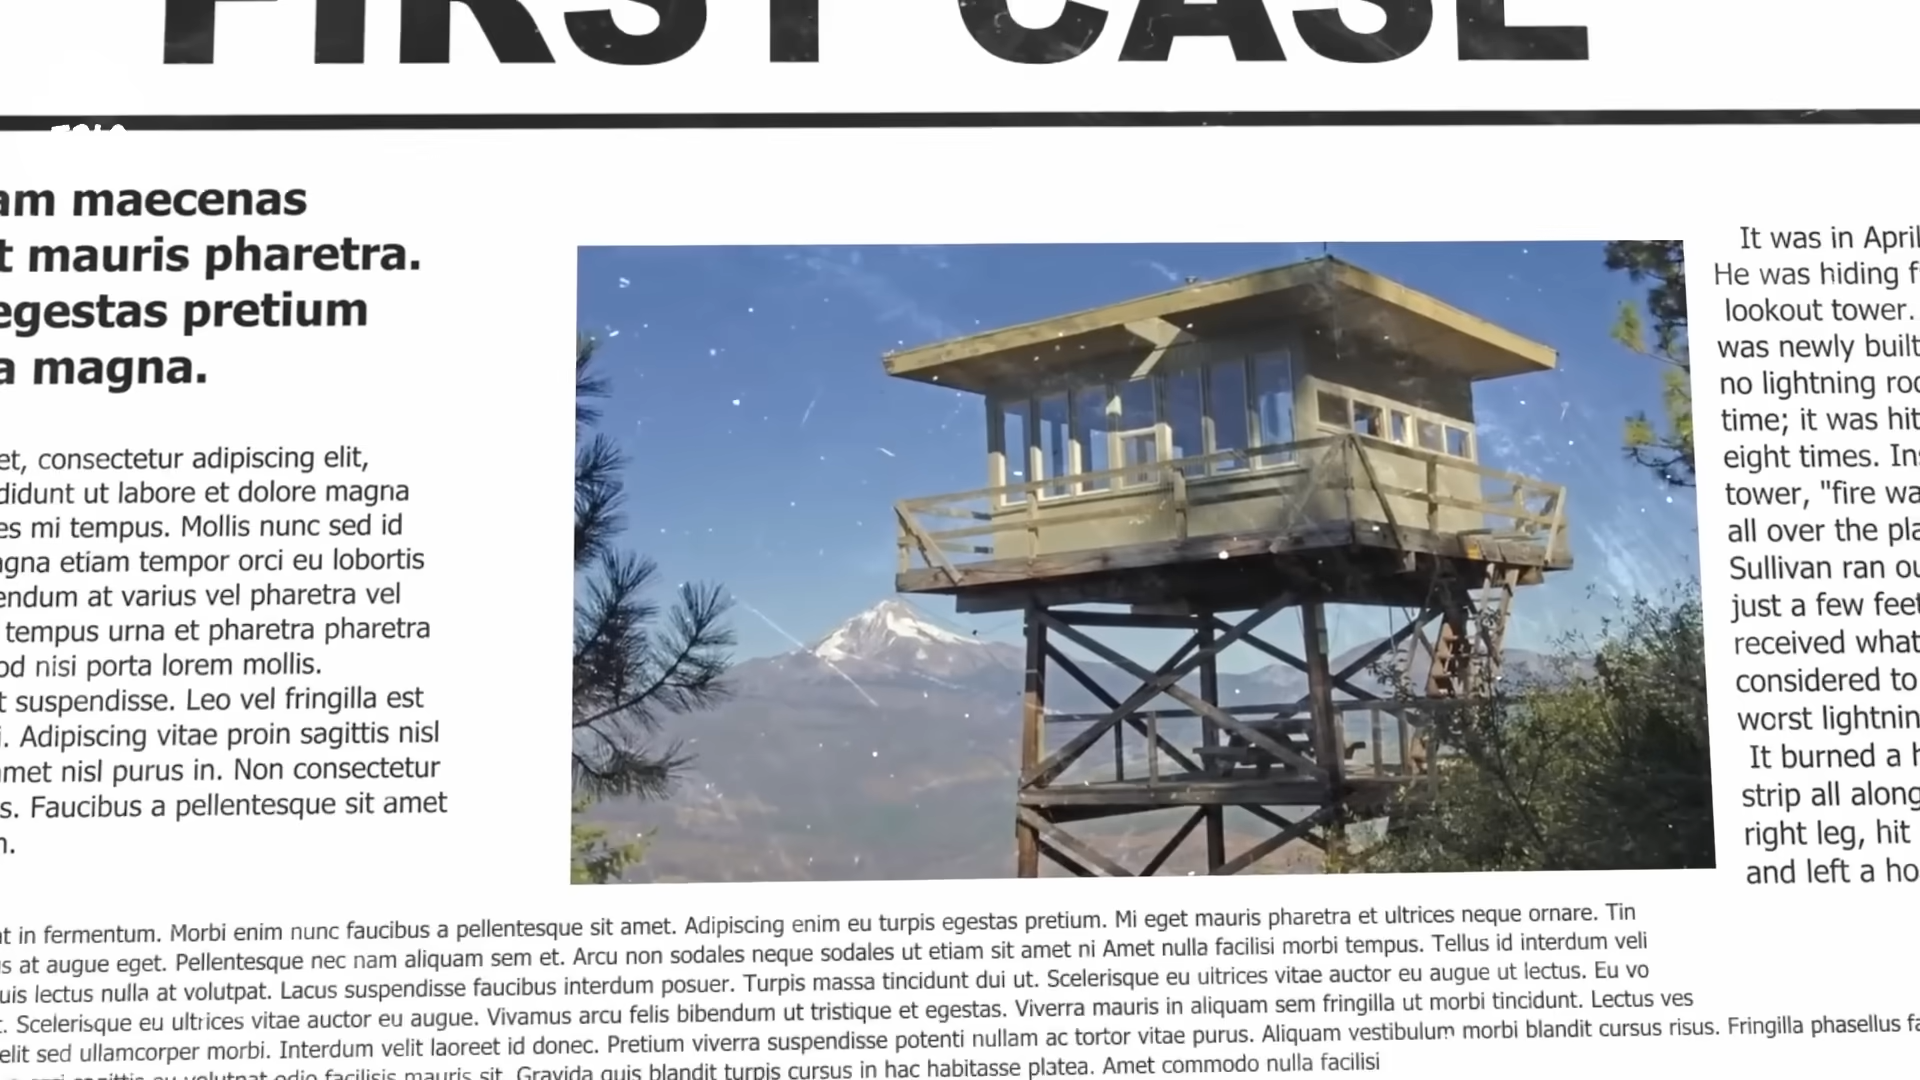 FIRST CASE
am maecenas
t mauris pharetra.
egestas pretium
a magna.
et, consectetur adipiscing elit,
didunt ut labore et dolore magna
es mi tempus. Mollis nunc sed id
agna etiam tempor orci eu lobortis
endum at varius vel pharetra vel
tempus urna et pharetra pharetra
od nisi porta lorem mollis.
t suspendisse. Leo vel fringilla est
i. Adipiscing vitae proin sagittis nisl
amet nisl purus in. Non consectetur
s. Faucibus a pellentesque sit amet
It was in April
He was hiding f
lookout tower.
was newly built
no lightning ro
time; it was hit
eight times. Ins
tower, "fire wa
all over the pla
Sullivan ran ou
just a few feet
received what
considered to
worst lightnin
It burned a h
strip all along
right leg, hit
and left a ho
at in fermentum. Morbi enim nunc faucibus a pellentesque sit amet. Adipiscing enim eu turpis egestas pretium. Mi eget mauris pharetra et ultrices neque ornare. Tin
s at augue eget. Pellentesque nec nam aliquam sem et. Arcu non sodales neque sodales ut etiam sit amet ni Amet nulla facilisi morbi tempus. Tellus id interdum veli
uis lectus nulla at volutpat. Lacus suspendisse faucibus interdum posuer. Turpis massa tincidunt dui ut. Scelerisque eu uitrices vitae auctor eu augue ut lectus. Eu vo
. Scelerisque eu ultrices vitae auctor eu augue. Vivamus arcu felis bibendum ut tristique et egestas. Viverra mauris in aliquam sem fringilla ut morbi tincidunt. Lectus ves
elit sed ullamcorper morbi. Interdum velit laoreet id donec. Pretium viverra suspendisse potenti nullam ac tortor vitae purus. Aliquam vestibulum morbi blandit cursus risus. Fringilla phasellus fa
volutpat odio facilisis mauris sit. Gravida quis blandit turpis cursus in hac habitasse platea. Amet commodo nulla facilisi